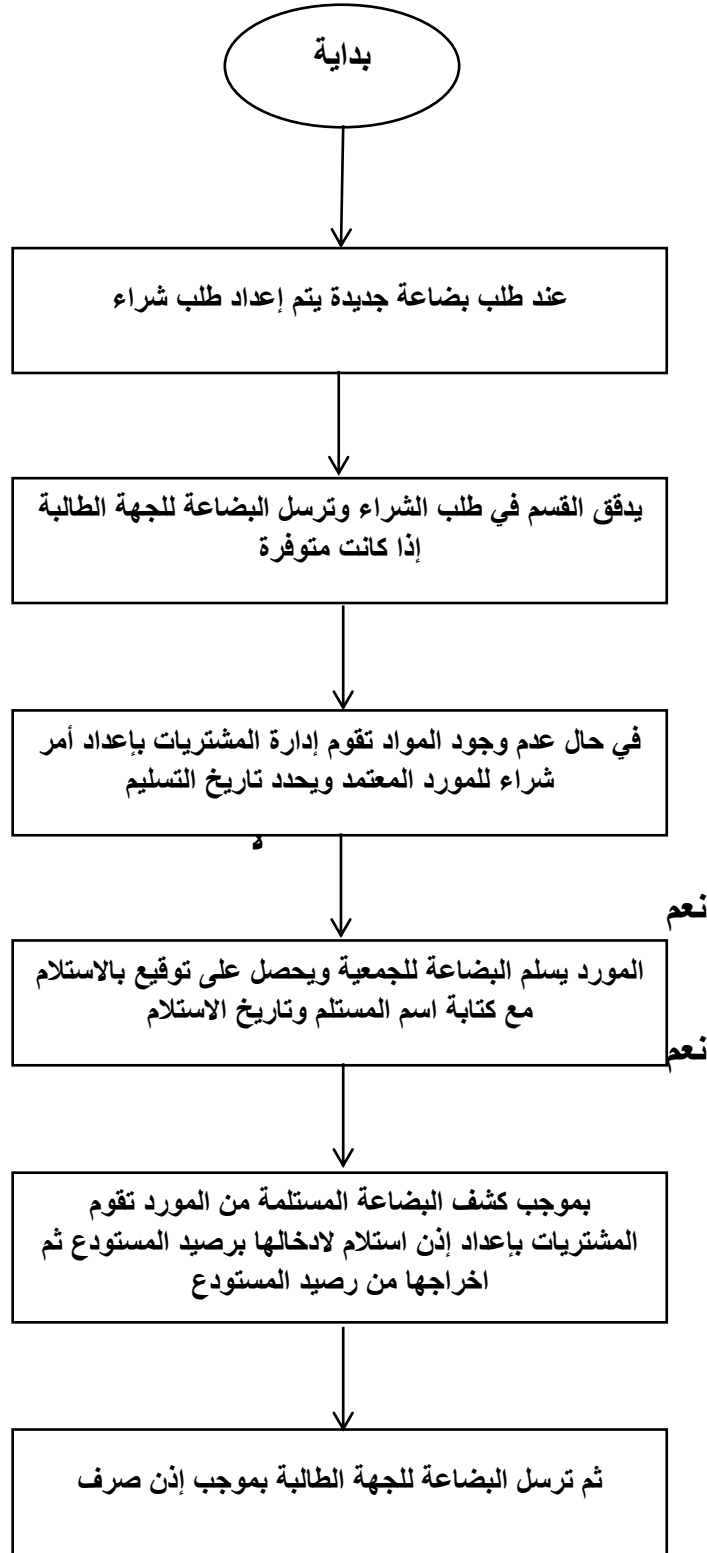 بداية
عند طلب بضاعة جديدة يتم إعداد طلب شراء
يدقق القسم في طلب الشراء وترسل البضاعة للجهة الطالبة
إذا كانت متوفرة
في حال عدم وجود المواد تقوم إدارة المشتريات بإعداد أمر
شراء للمورد المعتمد ويحدد تاريخ التسليم
نعم
المورد يسلم البضاعة للجمعية ويحصل على توقيع بالاستلام
مع كتابة اسم المستلم وتاريخ الاستلام
نعم
بموجب كشف البضاعة المستلمة من المورد تقوم
المشتريات بإعداد إذن استلام لادخالها برصيد المستودع ثم
اخراجها من رصيد المستودع
ثم ترسل البضاعة للجهة الطالبة بموجب إذن صرف